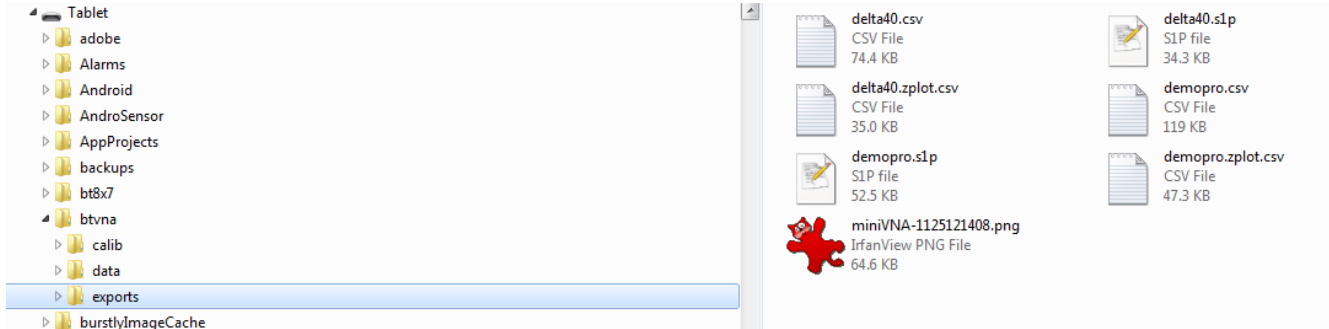 Tablet
adobe
Alarms
Android
AndroSensor
AppProjects
backups
bt8x7
btvna
calib
data
exports
burstlyImageCache
delta40.csv
CSV File
74.4 KB
delta40.s1p
S1P file
34.3 KB
delta40.zplot.csv
CSV File
35.0 KB
demopro.csv
CSV File
119 KB
demopro.s1p
S1P file
52.5 KB
demopro.zplot.csv
CSV File
47.3 KB
miniVNA-1125121408.png
IrfanView PNG File
64.6 KB